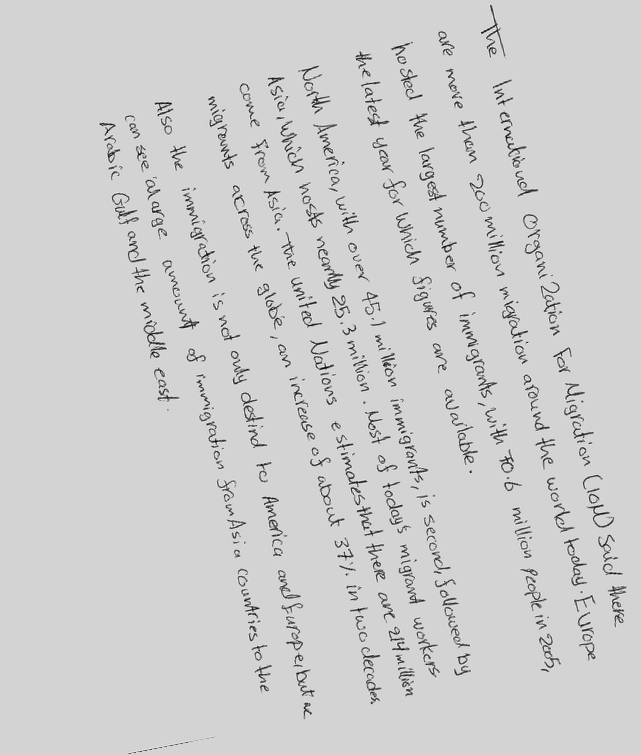 The International OrganiZation For Migration (IOM) Said there
are more than 200 million migration around the world today. Europe
hosted the largest number of immigrants, with 70.6 million people in 2005,
the latest year for which figures are available.
North America, with over 45.1 million immigrants, is second, followed by
Asia, which hosts nearly 25.3 million. Most of today's migrant workers
come from Asia. The united Nations estimates that there are 214 million
migrants across the globe, an increase of about 37% in two decades.
Also the immigration is not only destind to America and Europe, but we
can see a large amount of immigration from Asia countries to the
Arabic Gulf and the middle east.